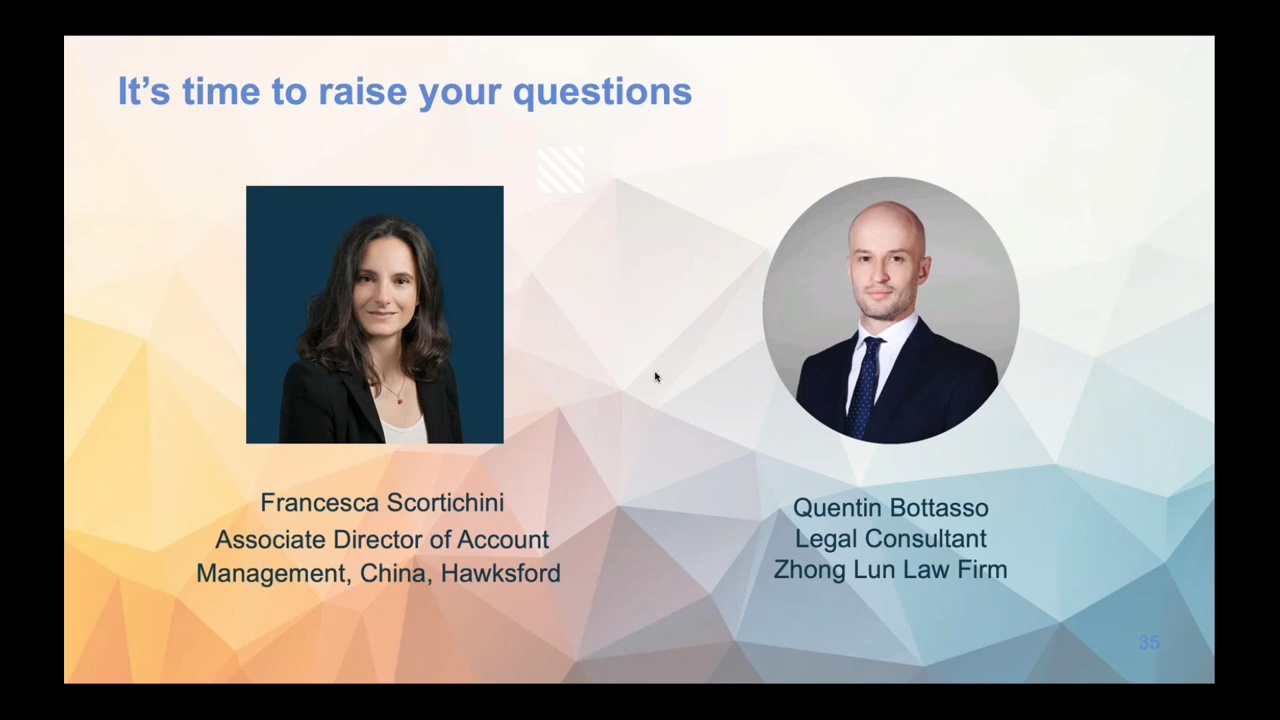 It’s time to raise your questions
Francesca Scortichini
Associate Director of Account
Management, China, Hawksford
Quentin Bottasso
Legal Consultant
Zhong Lun Law Firm
35